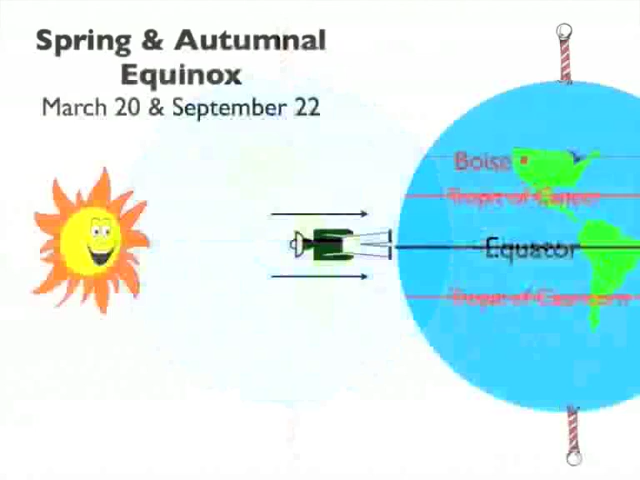 Spring & Autumnal
Equinox
March 20 & September 22
Boise
Tropic of Cancer
Equator
Tropic of Capricorn